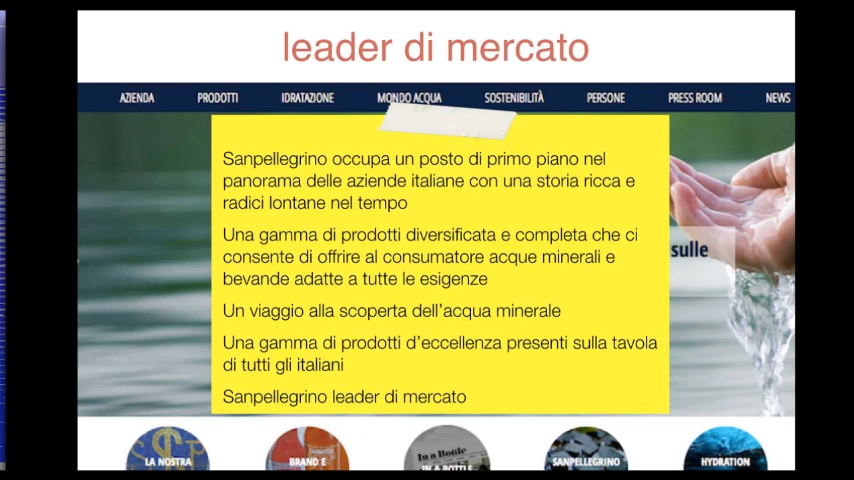 leader di mercato
AZIENDA PRODOTTI IDRATAZIONE MONDO ACQUA SOSTENIBILITÀ PERSONE PRESS ROOM NEWS
Sanpellegrino occupa un posto di primo piano nel
panorama delle aziende italiane con una storia ricca e
radici lontane nel tempo
Una gamma di prodotti diversificata e completa che ci
consente di offrire al consumatore acque minerali e
bevande adatte a tutte le esigenze
Un viaggio alla scoperta dell'acqua minerale
Una gamma di prodotti d'eccellenza presenti sulla tavola
di tutti gli italiani
Sanpellegrino leader di mercato
sulle
In a Bottle
LA NOSTRA BRAND E IN A BOTTLE SANPELLEGRINO HYDRATION